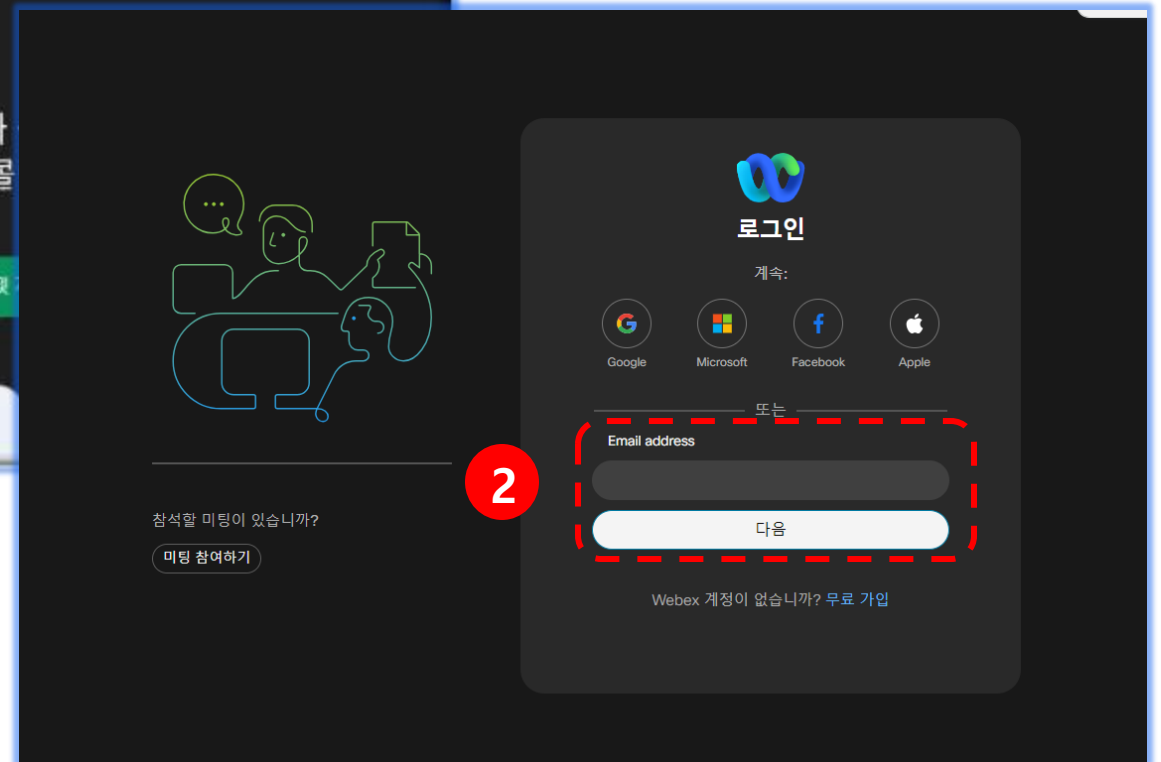 로그인
계속:
Google Microsoft Facebook Apple
또는
Email address
2
다음
참석할 미팅이 있습니까?
미팅 참여하기
Webex 계정이 없습니까? 무료 가입